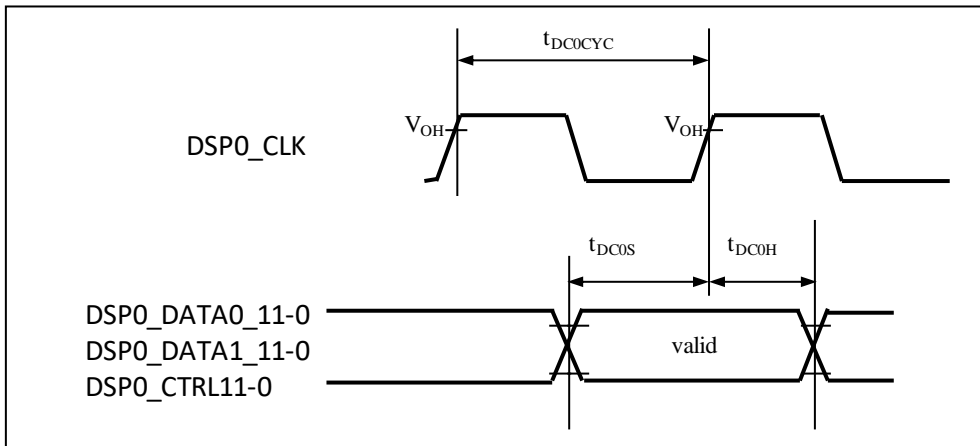 tDC0CYC
VOH VOH
DSP0_CLK
tDC0S tDC0H
DSP0_DATA0_11-0
DSP0_DATA1_11-0 valid
DSP0_CTRL11-0